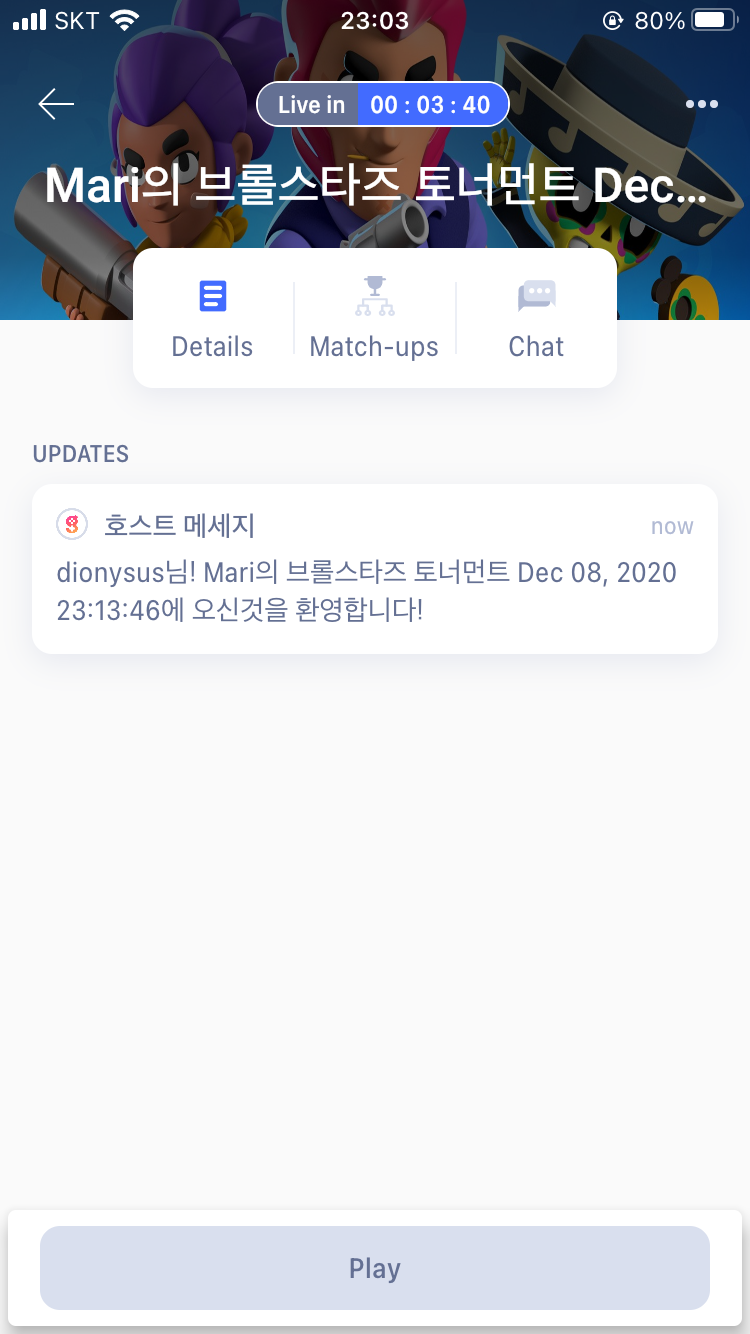 SKT 23:03 80%
Live in 00 : 03 : 40
Mari의 브롤스타즈 토너먼트 Dec...
Details Match-ups Chat
UPDATES
호스트 메세지 now
dionysus님! Mari의 브롤스타즈 토너먼트 Dec 08, 2020
23:13:46에 오신것을 환영합니다!
Play